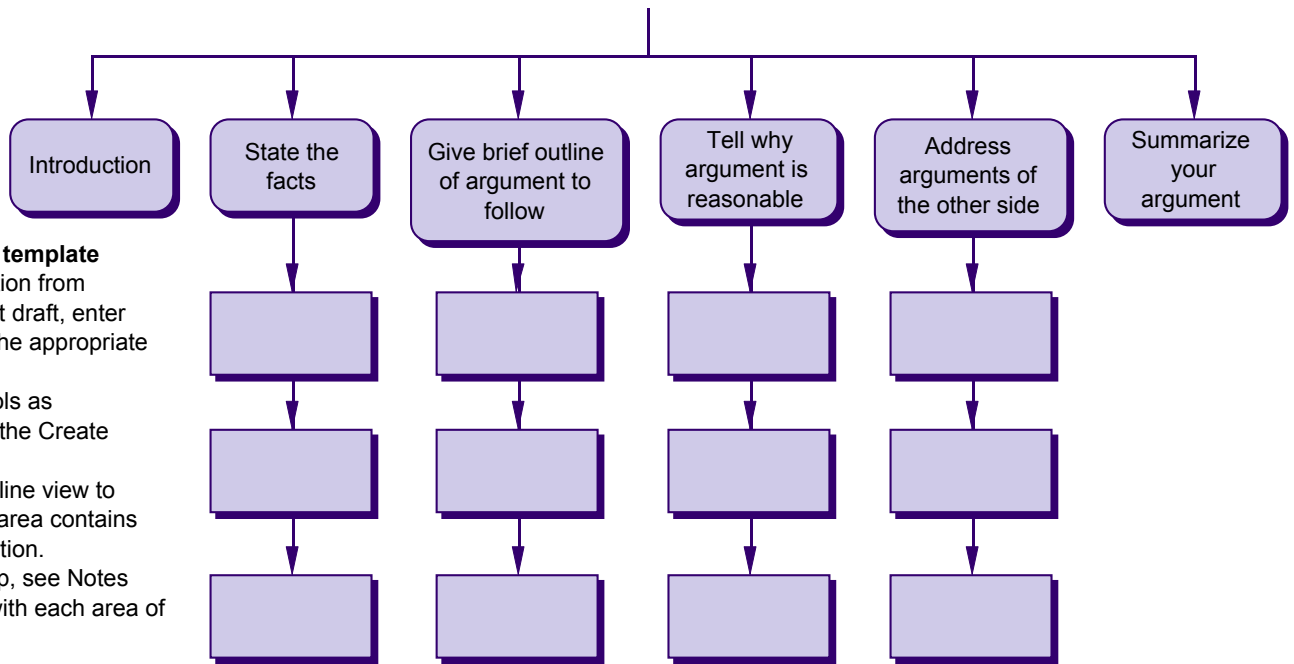 Introduction
State the
facts
Give brief outline
of argument to
follow
Tell why
argument is
reasonable
Address
arguments of
the other side
Summarize
your
argument
template
tion from
t draft, enter
he appropriate
ols as
the Create
line view to
area contains
tion.
p, see Notes
with each area of